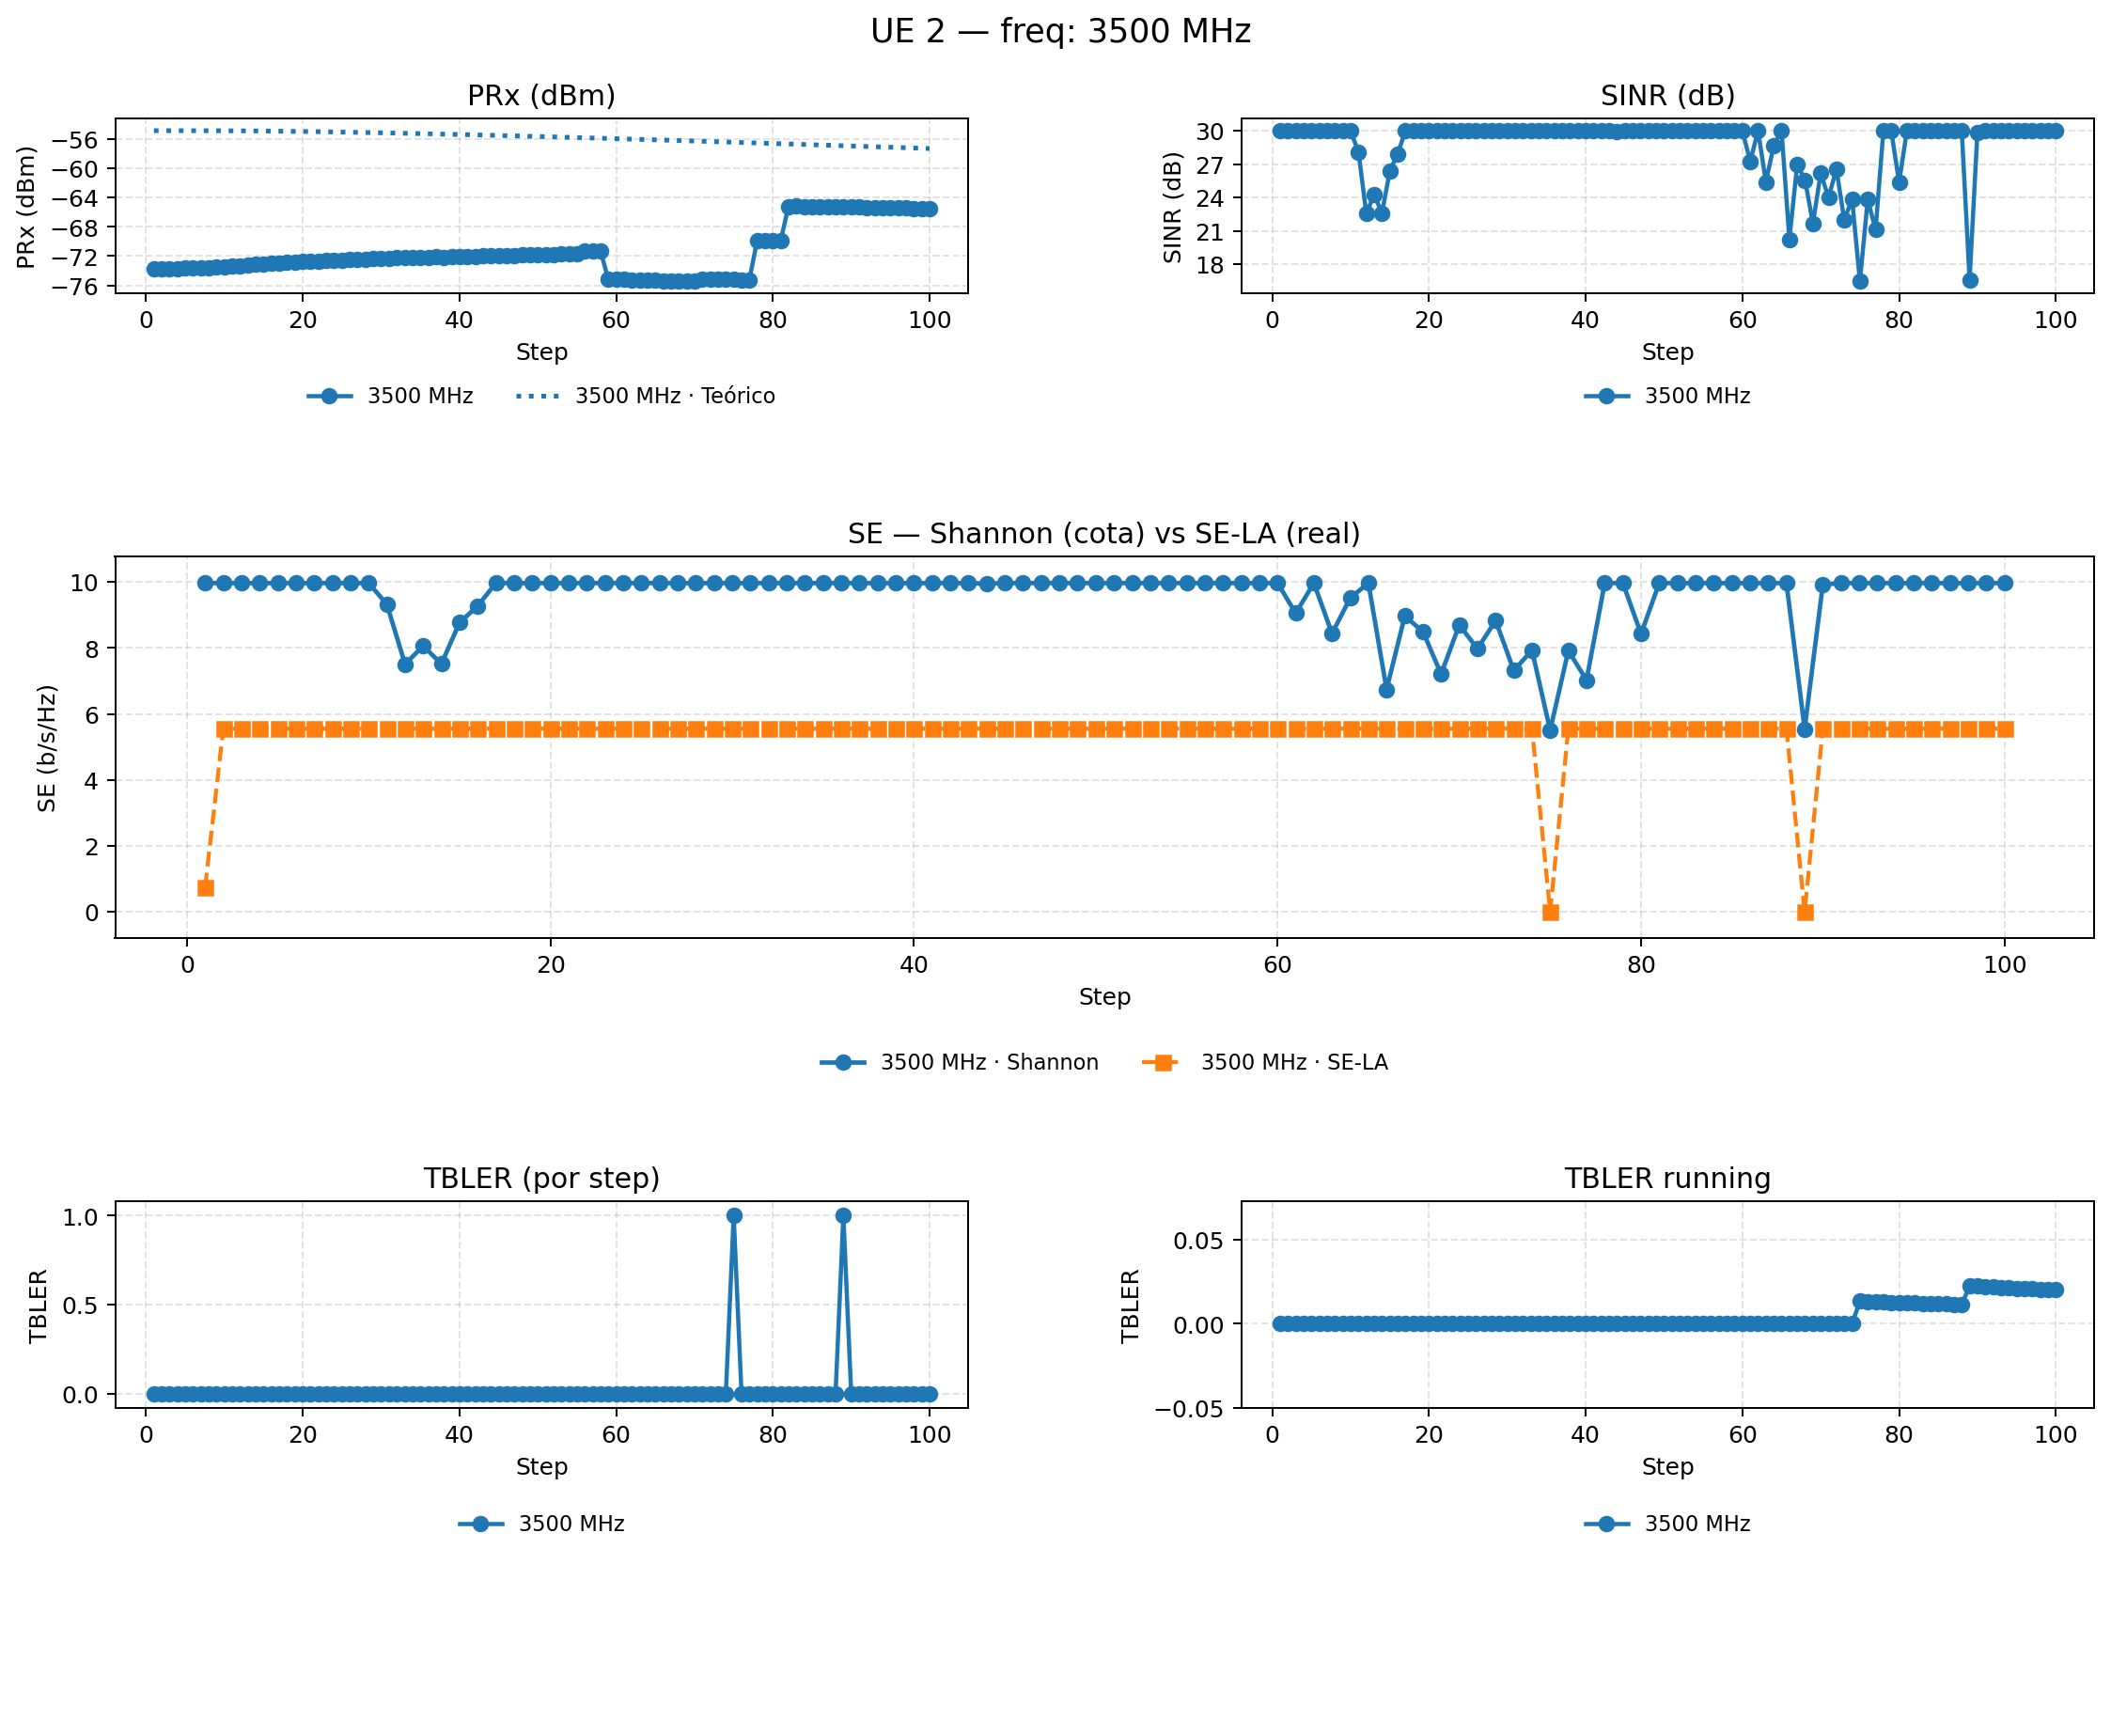 UE 2 — freq: 3500 MHz
PRx (dBm)
PRx (dBm)
−56
−60
−64
−68
−72
−76
0 20 40 60 80 100
Step
3500 MHz 3500 MHz · Teórico
SINR (dB)
SINR (dB)
30
27
24
21
18
0 20 40 60 80 100
Step
3500 MHz
SE — Shannon (cota) vs SE-LA (real)
SE (b/s/Hz)
10
8
6
4
2
0
0 20 40 60 80 100
Step
3500 MHz · Shannon 3500 MHz · SE-LA
TBLER (por step)
TBLER
1.0
0.5
0.0
0 20 40 60 80 100
Step
3500 MHz
TBLER running
TBLER
0.05
0.00
−0.05
0 20 40 60 80 100
Step
3500 MHz